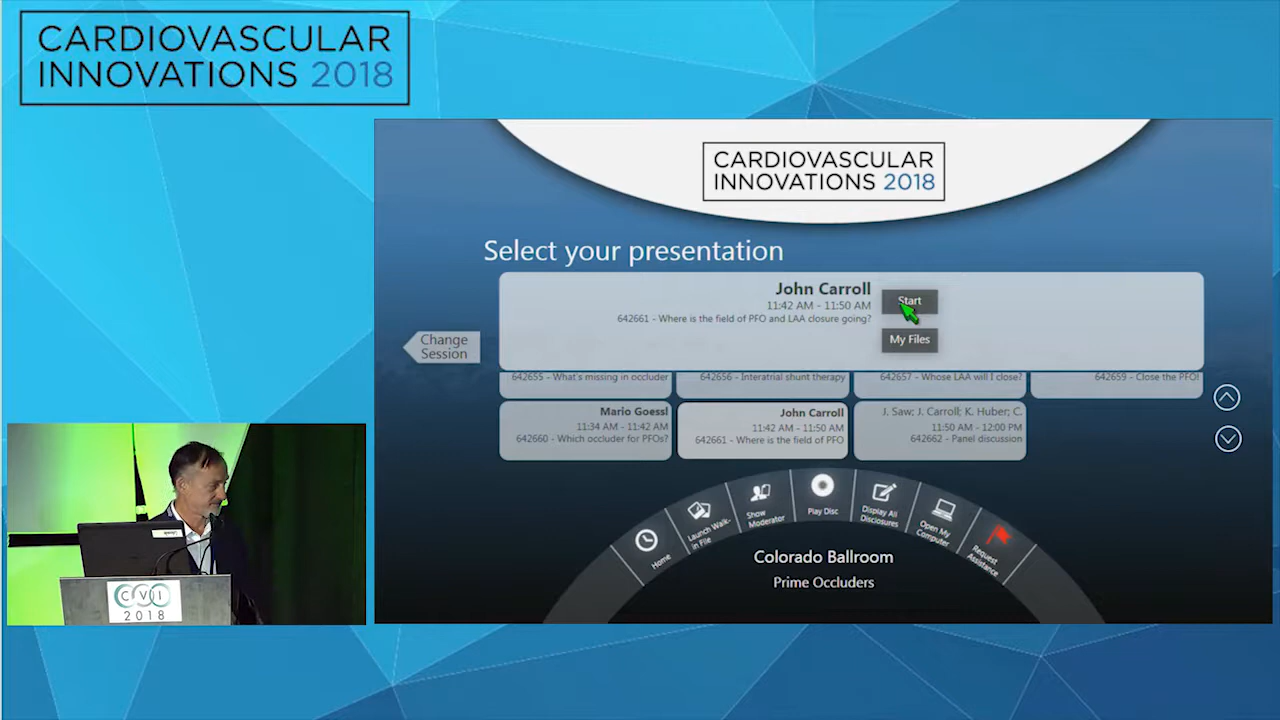 CARDIOVASCULAR
INNOVATIONS 2018
CARDIOVASCULAR
INNOVATIONS 2018
Select your presentation
John Carroll
11:42 AM - 11:50 AM
642661 - Where is the field of PFO and LAA closure going?
Start
My Files
Change
Session
642655 - What's missing in occluder
642656 - Interatrial shunt therapy
642657 - Whose LAA will I close?
642659 - Close the PFO!
Mario Goessl
11:34 AM - 11:42 AM
642660 - Which occluder for PFOs?
John Carroll
11:42 AM - 11:50 AM
642661 - Where is the field of PFO
J. Saw; J. Carroll; K. Huber; C.
11:50 AM - 12:00 PM
642662 - Panel discussion
Home
Launch Walk-
in File
Show
Moderator
Play Disc
Display All
Disclosures
Open My
Computer
Request
Assistance
Colorado Ballroom
Prime Occluders
CVI
2018